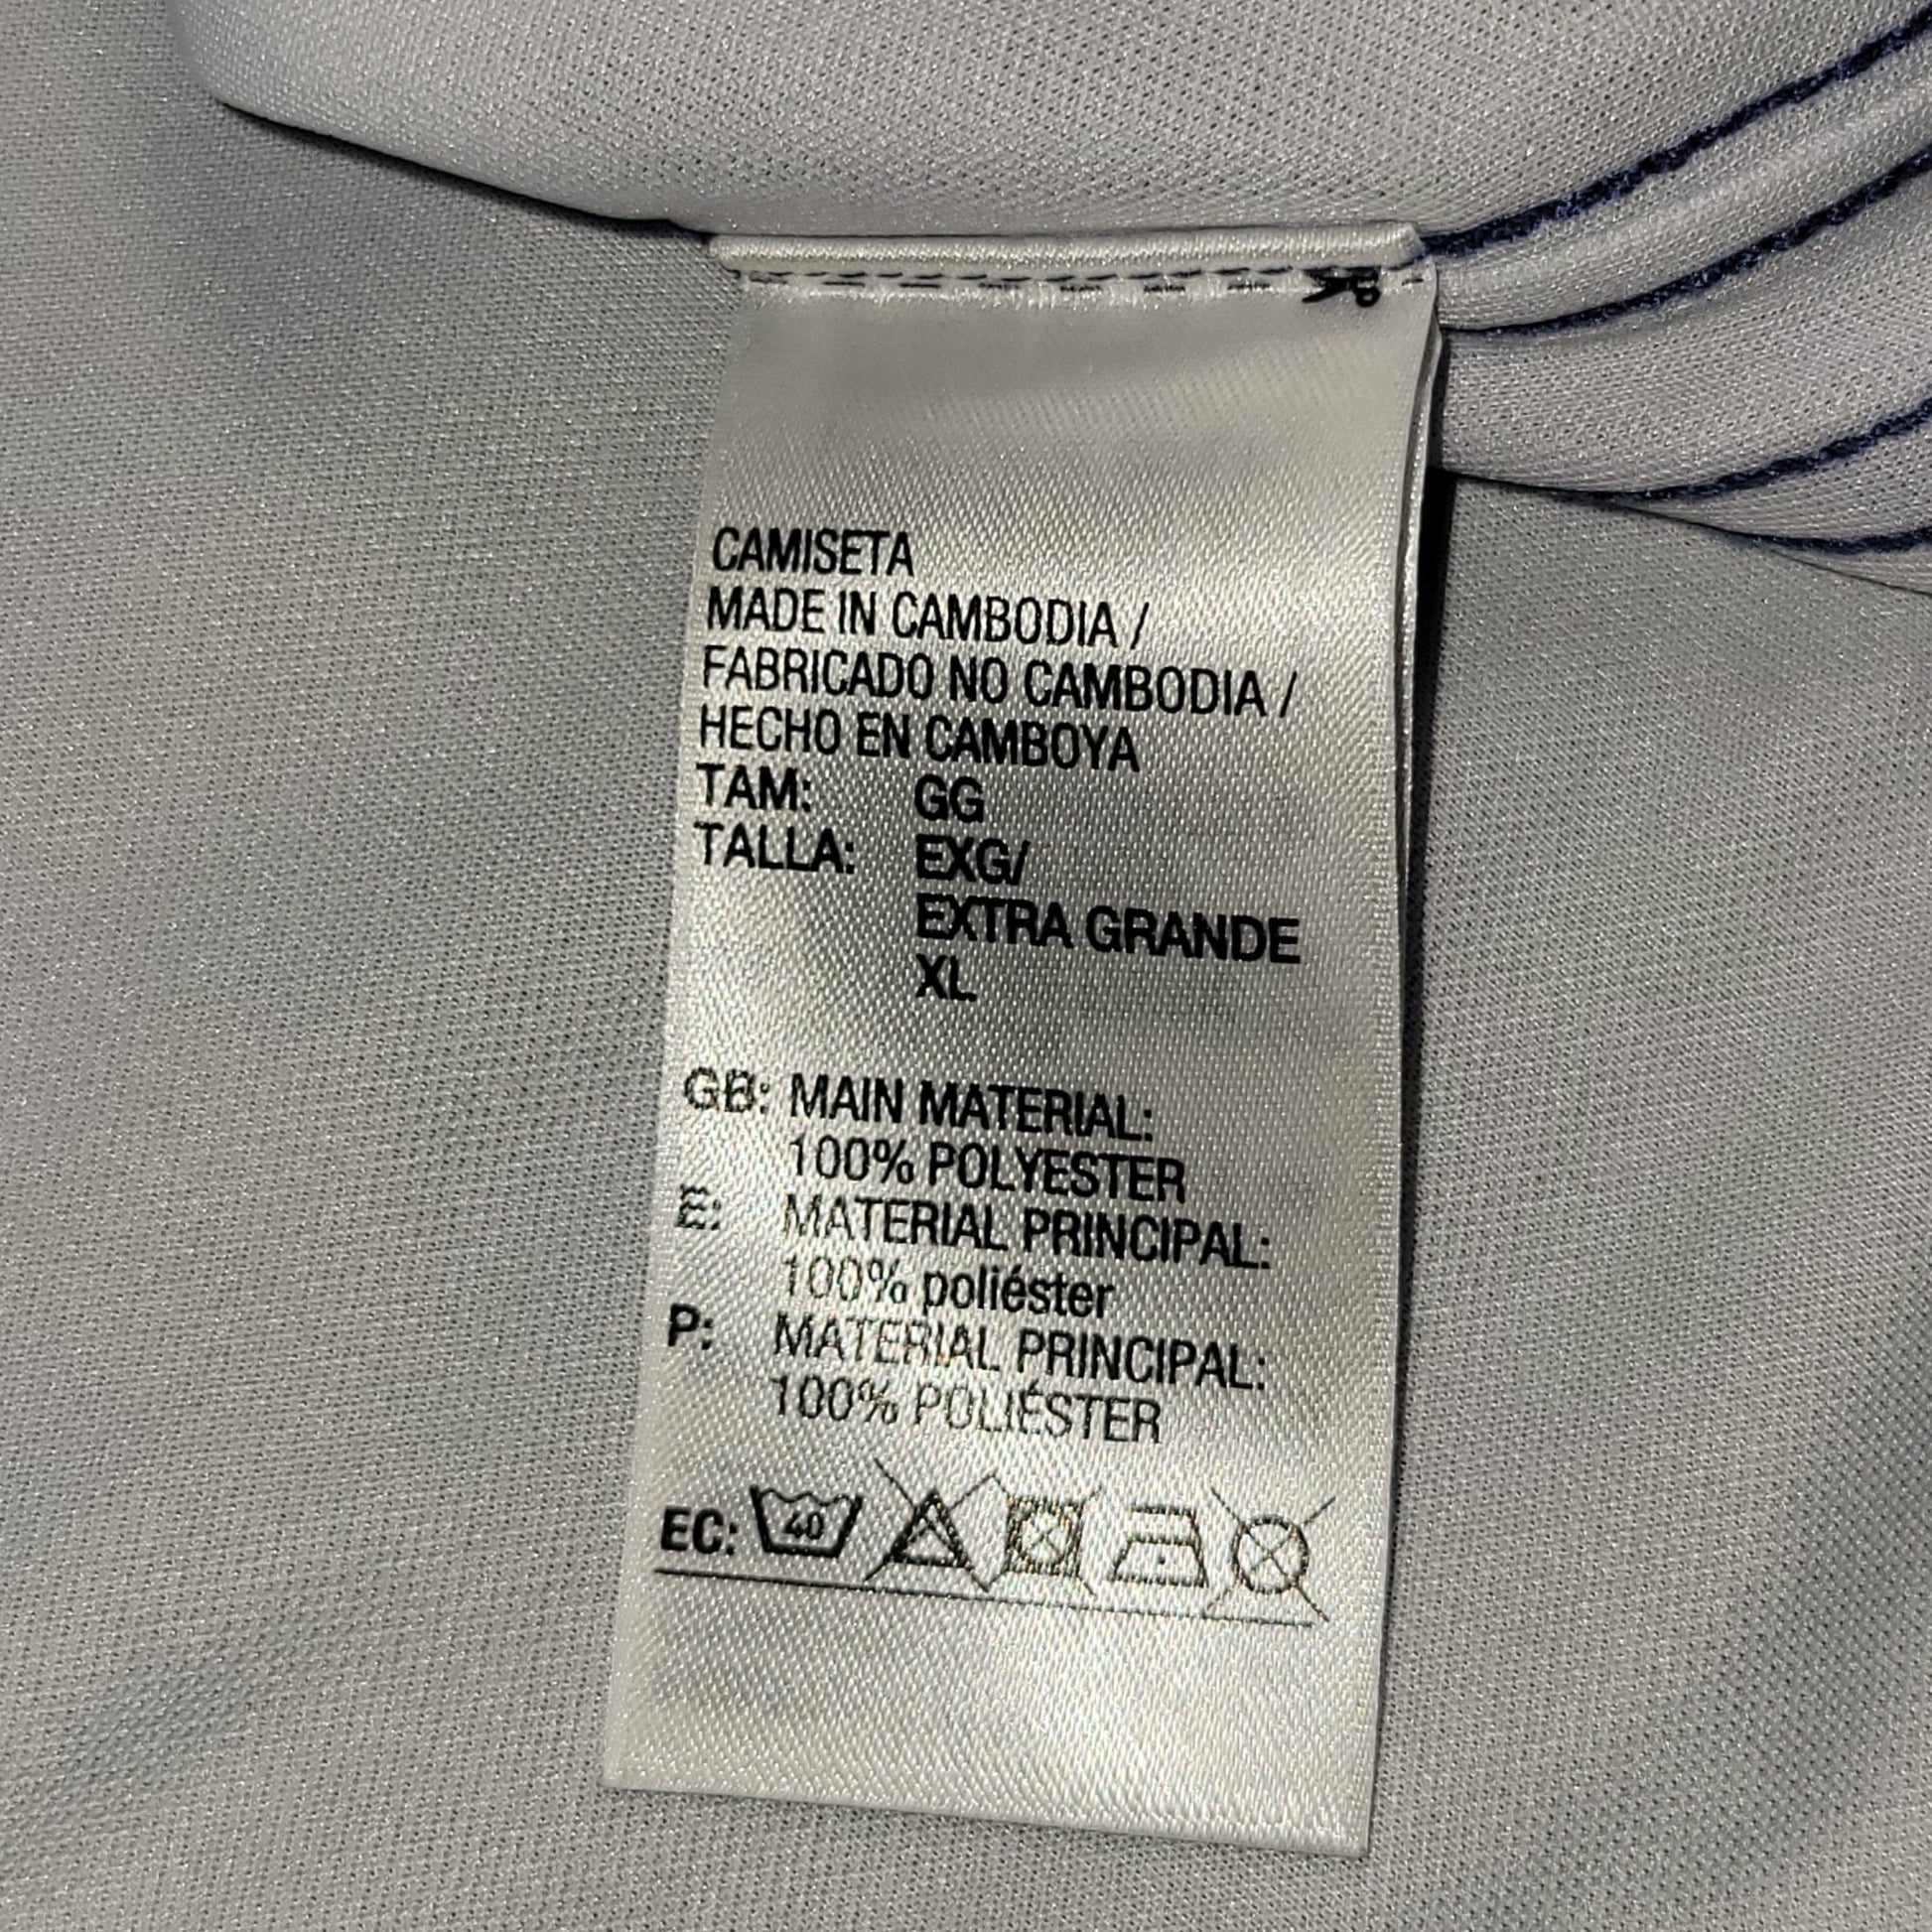 CAMISETA
MADE IN CAMBODIA /
FABRICADO NO CAMBODIA /
HECHO EN CAMBOYA
TAM: GG
TALLA: EXG/
EXTRA GRANDE
XL
GB: MAIN MATERIAL:
100% POLYESTER
E: MATERIAL PRINCIPAL:
100% poliéster
P: MATERIAL PRINCIPAL:
100% POLIÉSTER
EC: 40